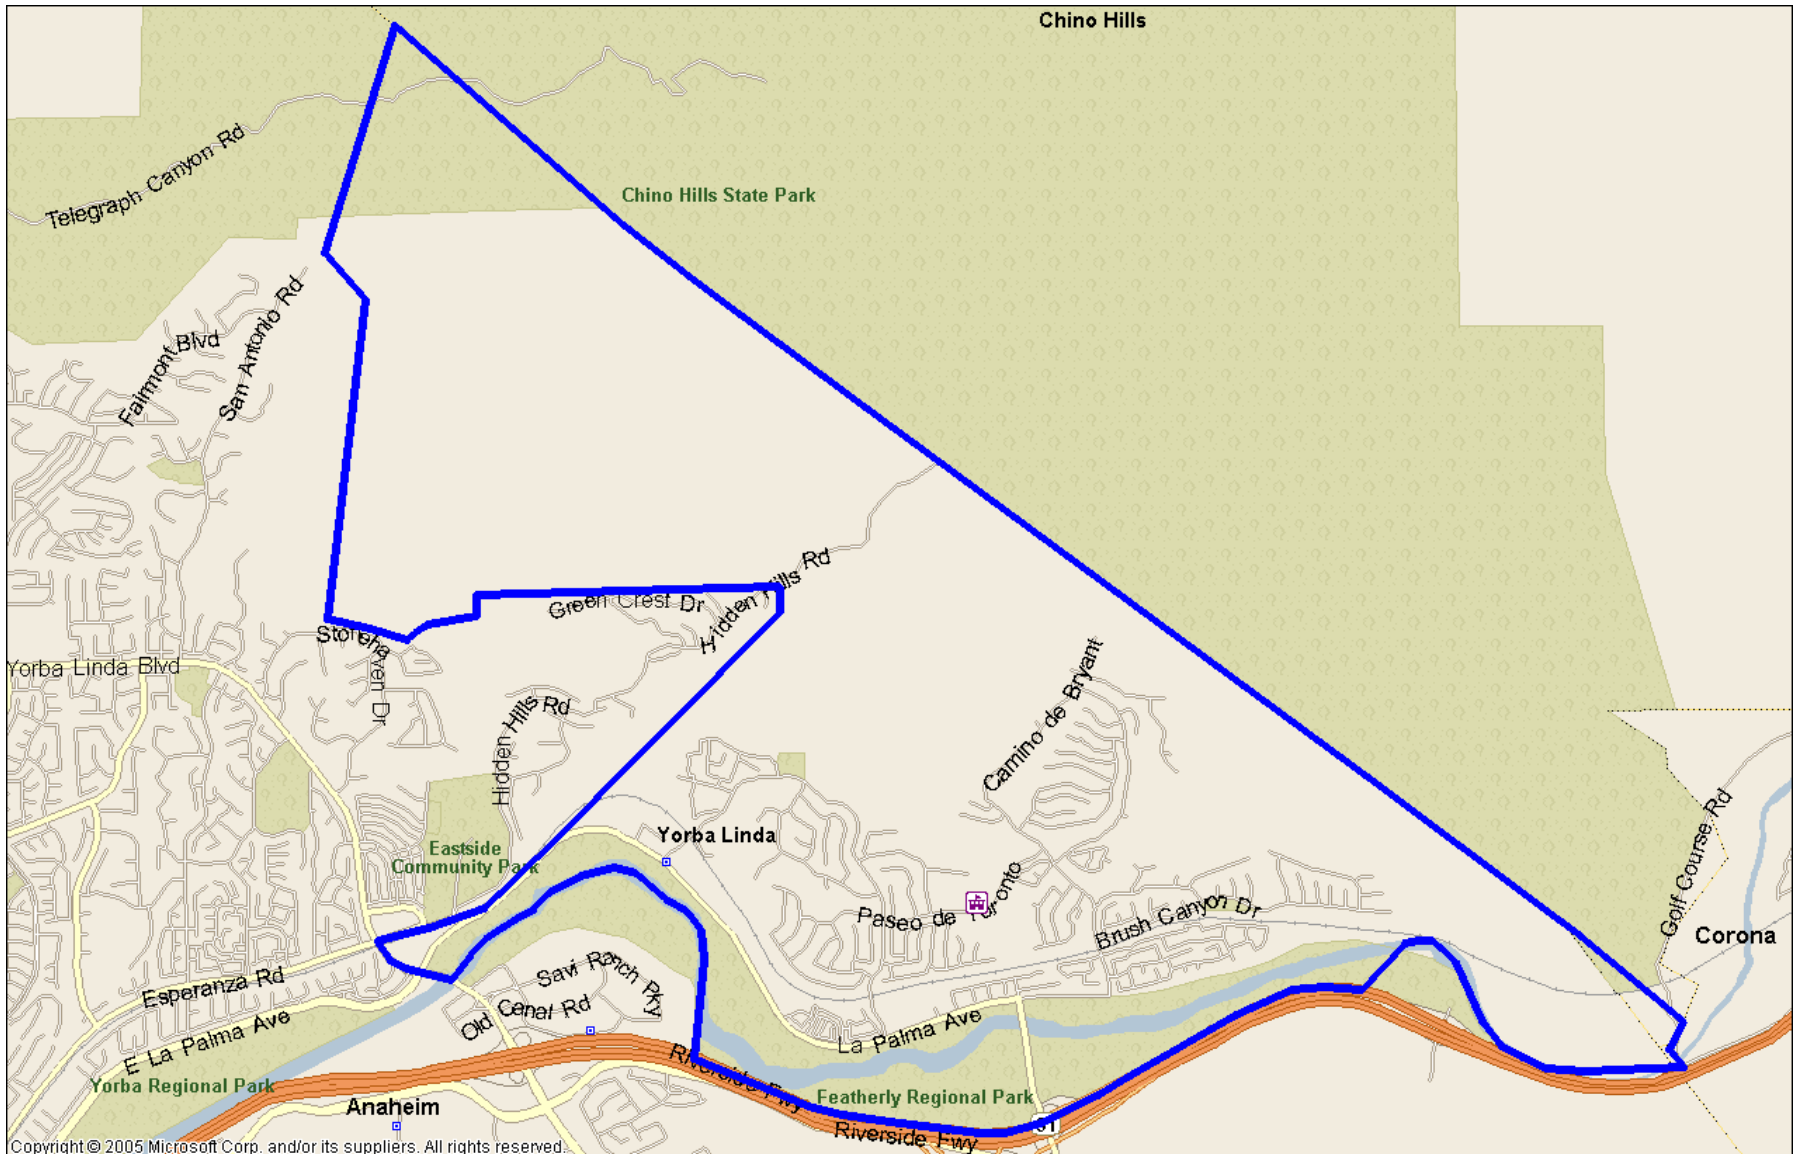 Chino Hills
Telegraph Canyon Rd
Chino Hills State Park
San Antonio Rd
Fairmont Blvd
Hidden Hills Rd
Green Crest Dr
Stonehaven Dr
Yorba Linda Blvd
Camino de Bryant
Hidden Hills Rd
Yorba Linda
Eastside
Community Park
Golf Course Rd
Paseo de Toronto
Brush Canyon Dr
Corona
Savi Ranch Pky
Esperanza Rd
Old Canal Rd
E La Palma Ave
La Palma Ave
Yorba Regional Park
Riverside Fwy
Featherly Regional Park
Anaheim
91
Riverside Fwy
Copyright © 2005 Microsoft Corp. and/or its suppliers. All rights reserved.